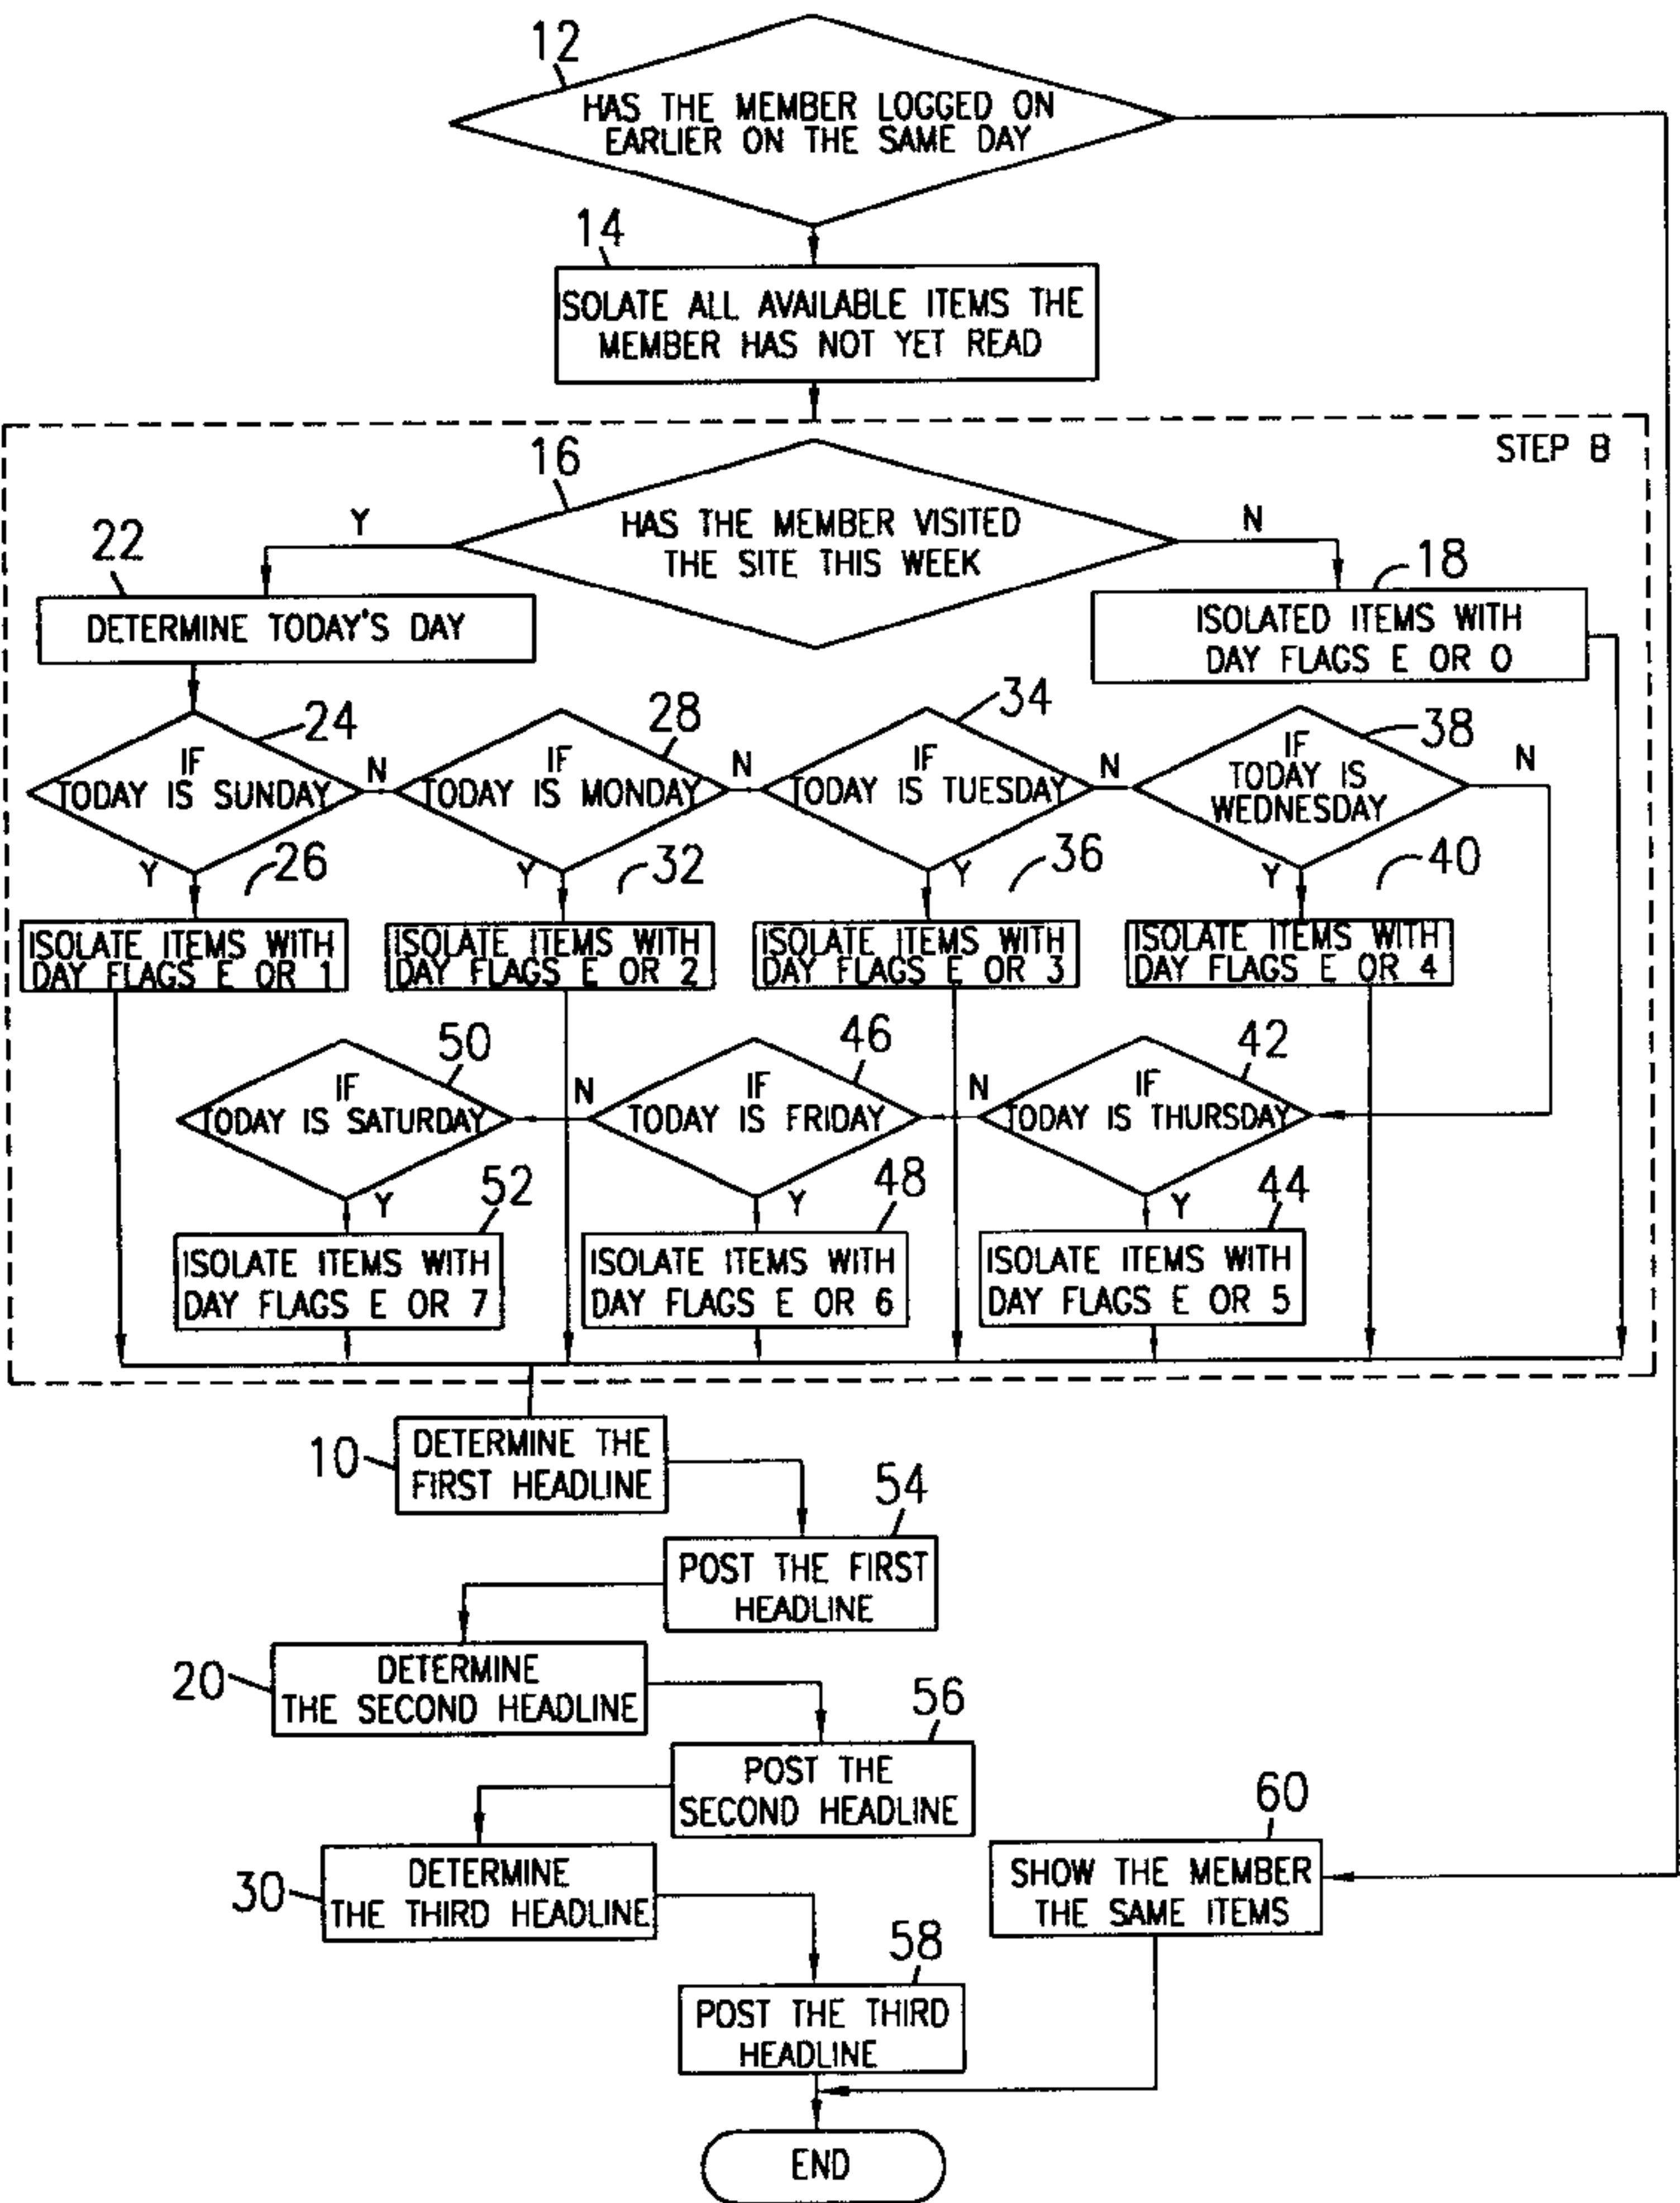 12
HAS THE MEMBER LOGGED ON
EARLIER ON THE SAME DAY
14
ISOLATE ALL AVAILABLE ITEMS THE
MEMBER HAS NOT YET READ
STEP B
16
HAS THE MEMBER VISITED
THE SITE THIS WEEK
Y
N
22
DETERMINE TODAY'S DAY
18
ISOLATED ITEMS WITH
DAY FLAGS E OR 0
24
IF
TODAY IS SUNDAY
N
Y
28
IF
TODAY IS MONDAY
N
Y
34
IF
TODAY IS TUESDAY
N
Y
38
IF
TODAY IS
WEDNESDAY
N
Y
26
ISOLATE ITEMS WITH
DAY FLAGS E OR 1
32
ISOLATE ITEMS WITH
DAY FLAGS E OR 2
36
ISOLATE ITEMS WITH
DAY FLAGS E OR 3
40
ISOLATE ITEMS WITH
DAY FLAGS E OR 4
50
IF
TODAY IS SATURDAY
Y
N
46
IF
TODAY IS FRIDAY
Y
N
42
IF
TODAY IS THURSDAY
Y
52
ISOLATE ITEMS WITH
DAY FLAGS E OR 7
48
ISOLATE ITEMS WITH
DAY FLAGS E OR 6
44
ISOLATE ITEMS WITH
DAY FLAGS E OR 5
10
DETERMINE THE
FIRST HEADLINE
54
POST THE FIRST
HEADLINE
20
DETERMINE
THE SECOND HEADLINE
56
POST THE
SECOND HEADLINE
30
DETERMINE
THE THIRD HEADLINE
60
SHOW THE MEMBER
THE SAME ITEMS
58
POST THE THIRD
HEADLINE
END